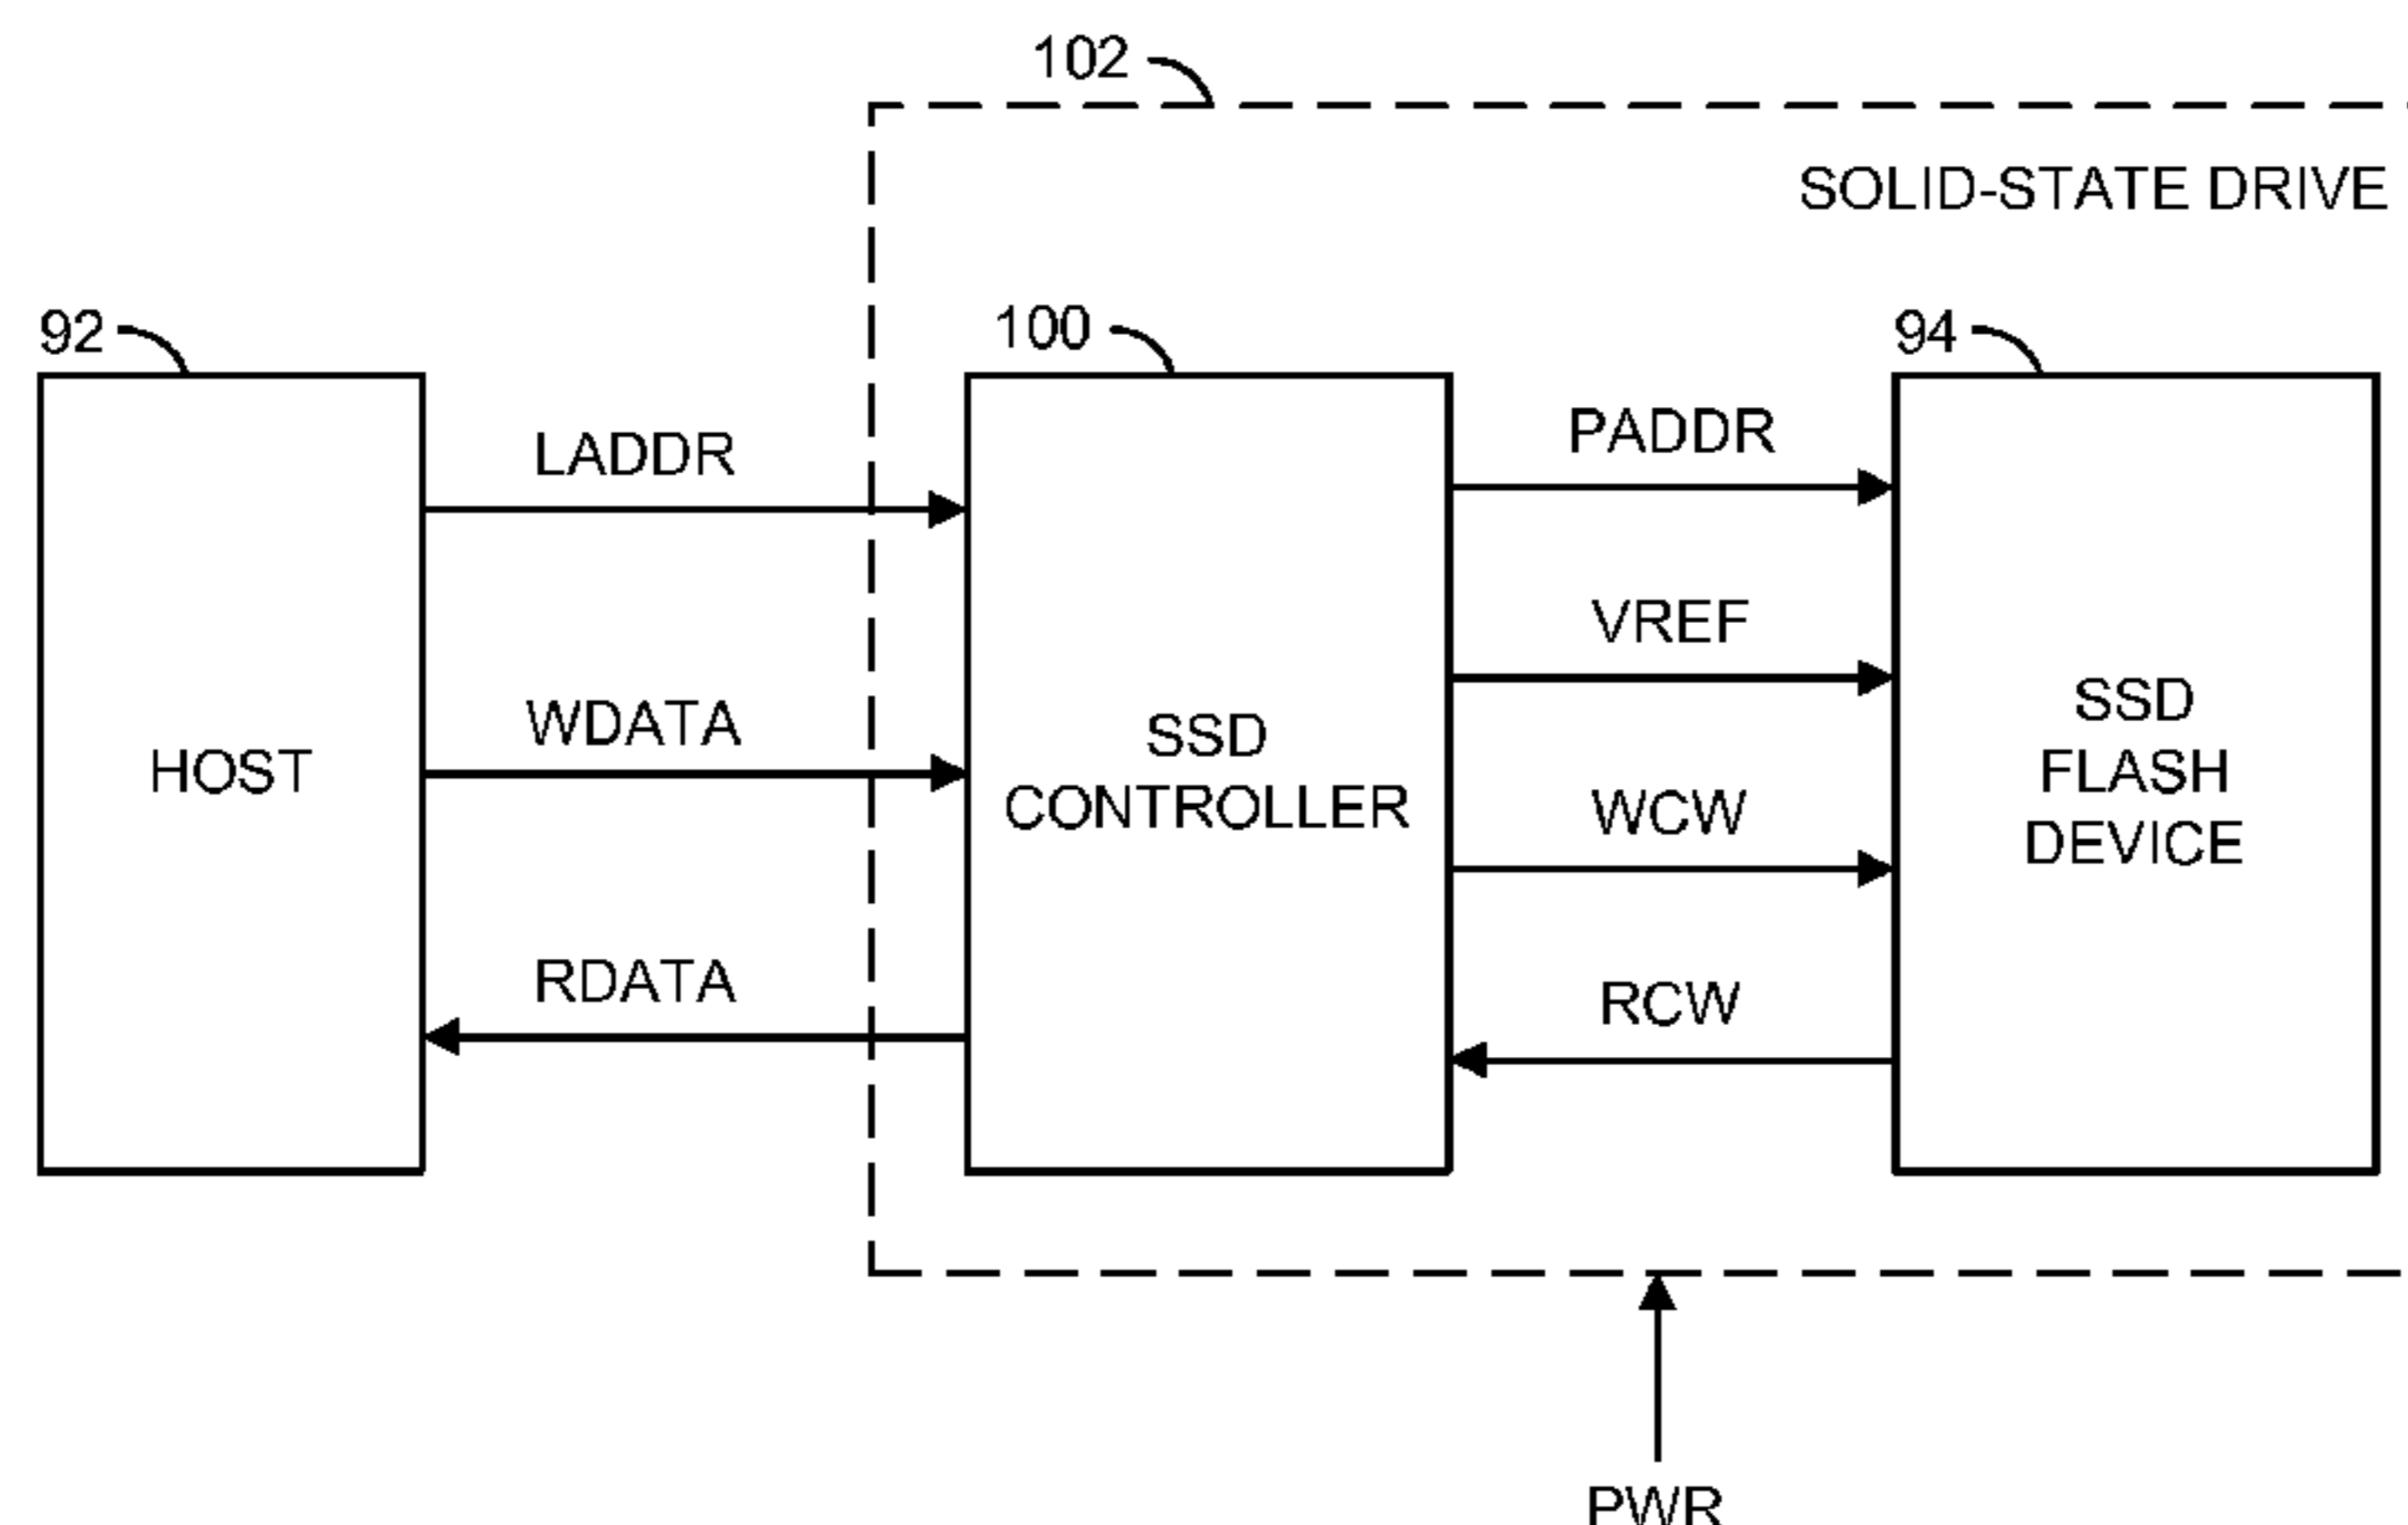 102
SOLID-STATE DRIVE
92
100
94
LADDR
PADDR
VREF
WDATA
HOST
SSD
CONTROLLER
SSD
FLASH
DEVICE
WCW
RDATA
RCW
PWR